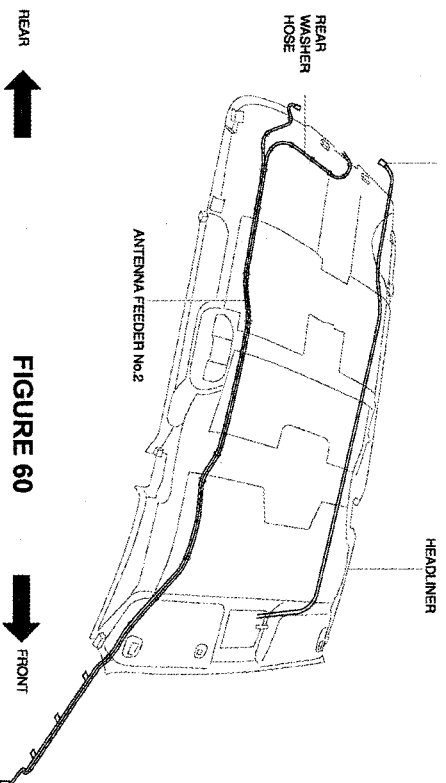 REAR
WASHER
HOSE
HEADLINER
ANTENNA FEEDER No.2
REAR
FIGURE 60
FRONT